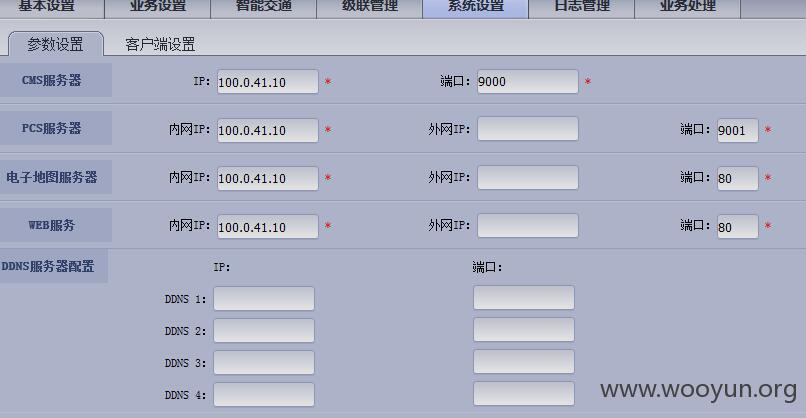 基本设置 业务设置 智能交通 级联管理 系统设置 日志管理 业务处理
参数设置 客户端设置
CMS服务器 IP: 100.0.41.10 * 端口: 9000 *
PCS服务器 内网IP: 100.0.41.10 * 外网IP: 端口: 9001 *
电子地图服务器 内网IP: 100.0.41.10 * 外网IP: 端口: 80 *
WEB服务 内网IP: 100.0.41.10 * 外网IP: 端口: 80 *
DDNS服务器配置 IP: 端口:
DDNS 1:
DDNS 2:
DDNS 3:
DDNS 4:
www.wooyun.org